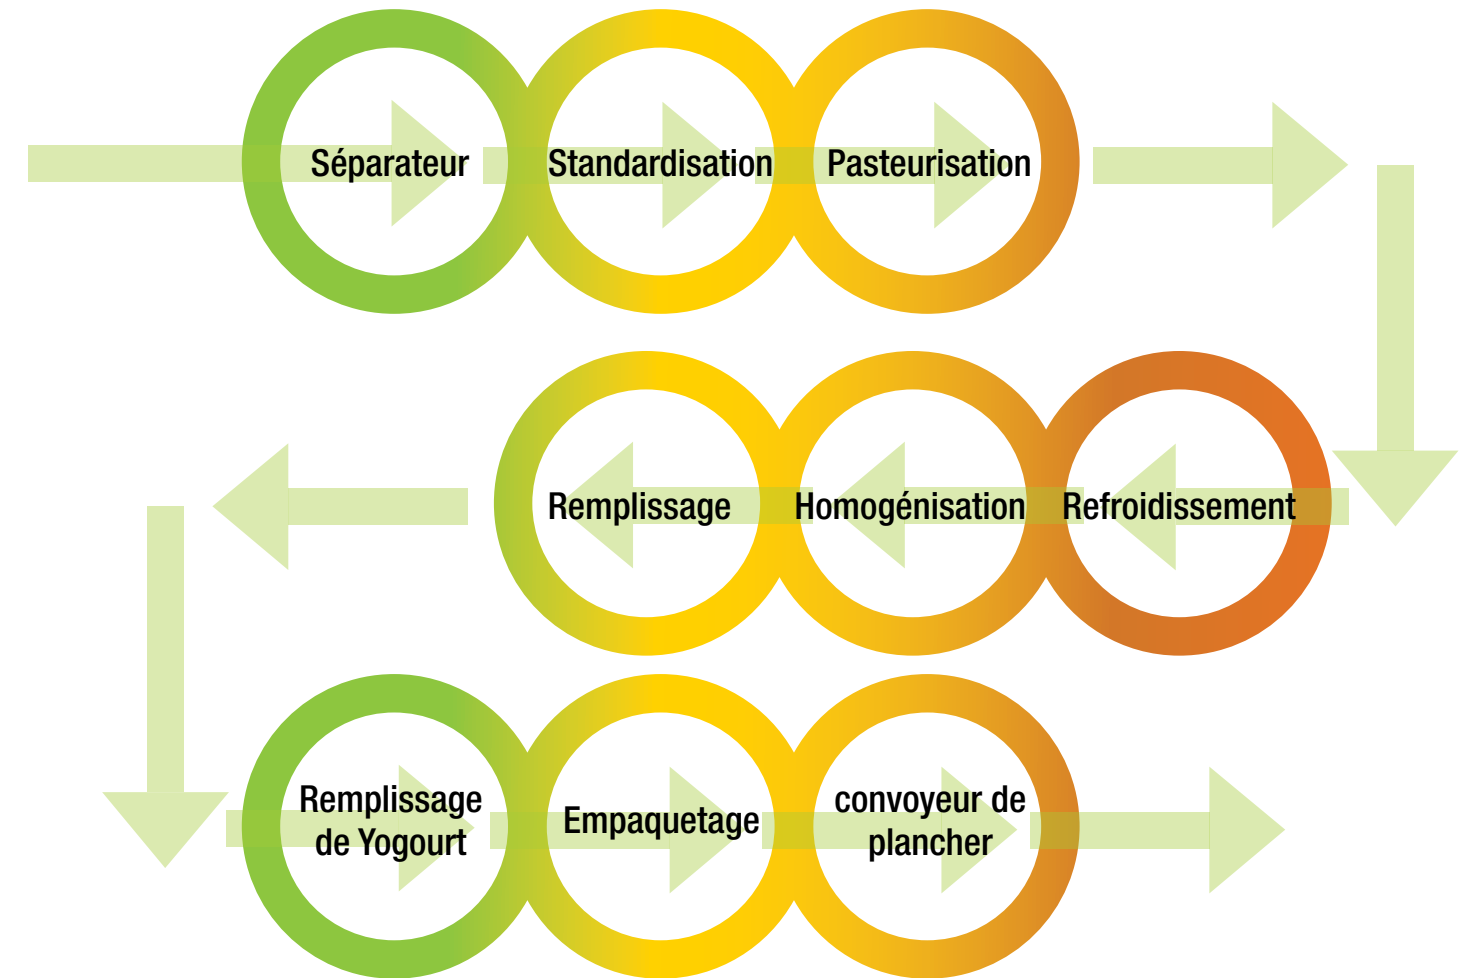 Séparateur
Standardisation
Pasteurisation
Remplissage
Homogénisation
Refroidissement
Remplissage
de Yogourt
Empaquetage
convoyeur de
plancher